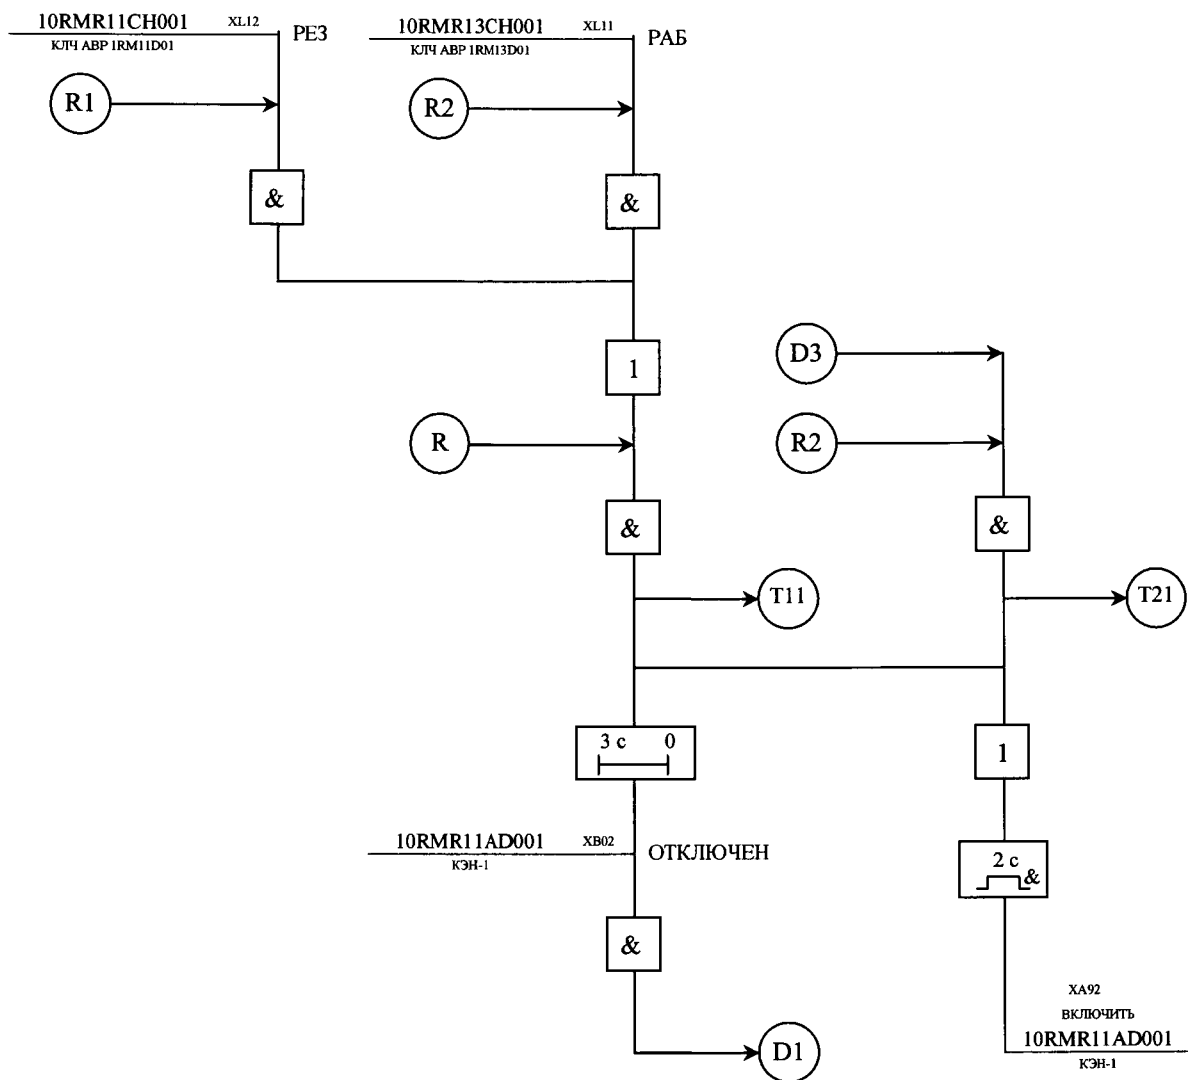 10RMR11CH001 XL12 РЕЗ
КЛЧ АВР 1RM11D01
10RMR13CH001 XL11 РАБ
КЛЧ АВР 1RM13D01
R1
R2
&
&
1
D3
R
R2
&
&
T11
T21
3 с 0
1
10RMR11AD001 XB02 ОТКЛЮЧЕН
КЭН-1
2 с
&
&
XA92
ВКЛЮЧИТЬ
10RMR11AD001
КЭН-1
D1